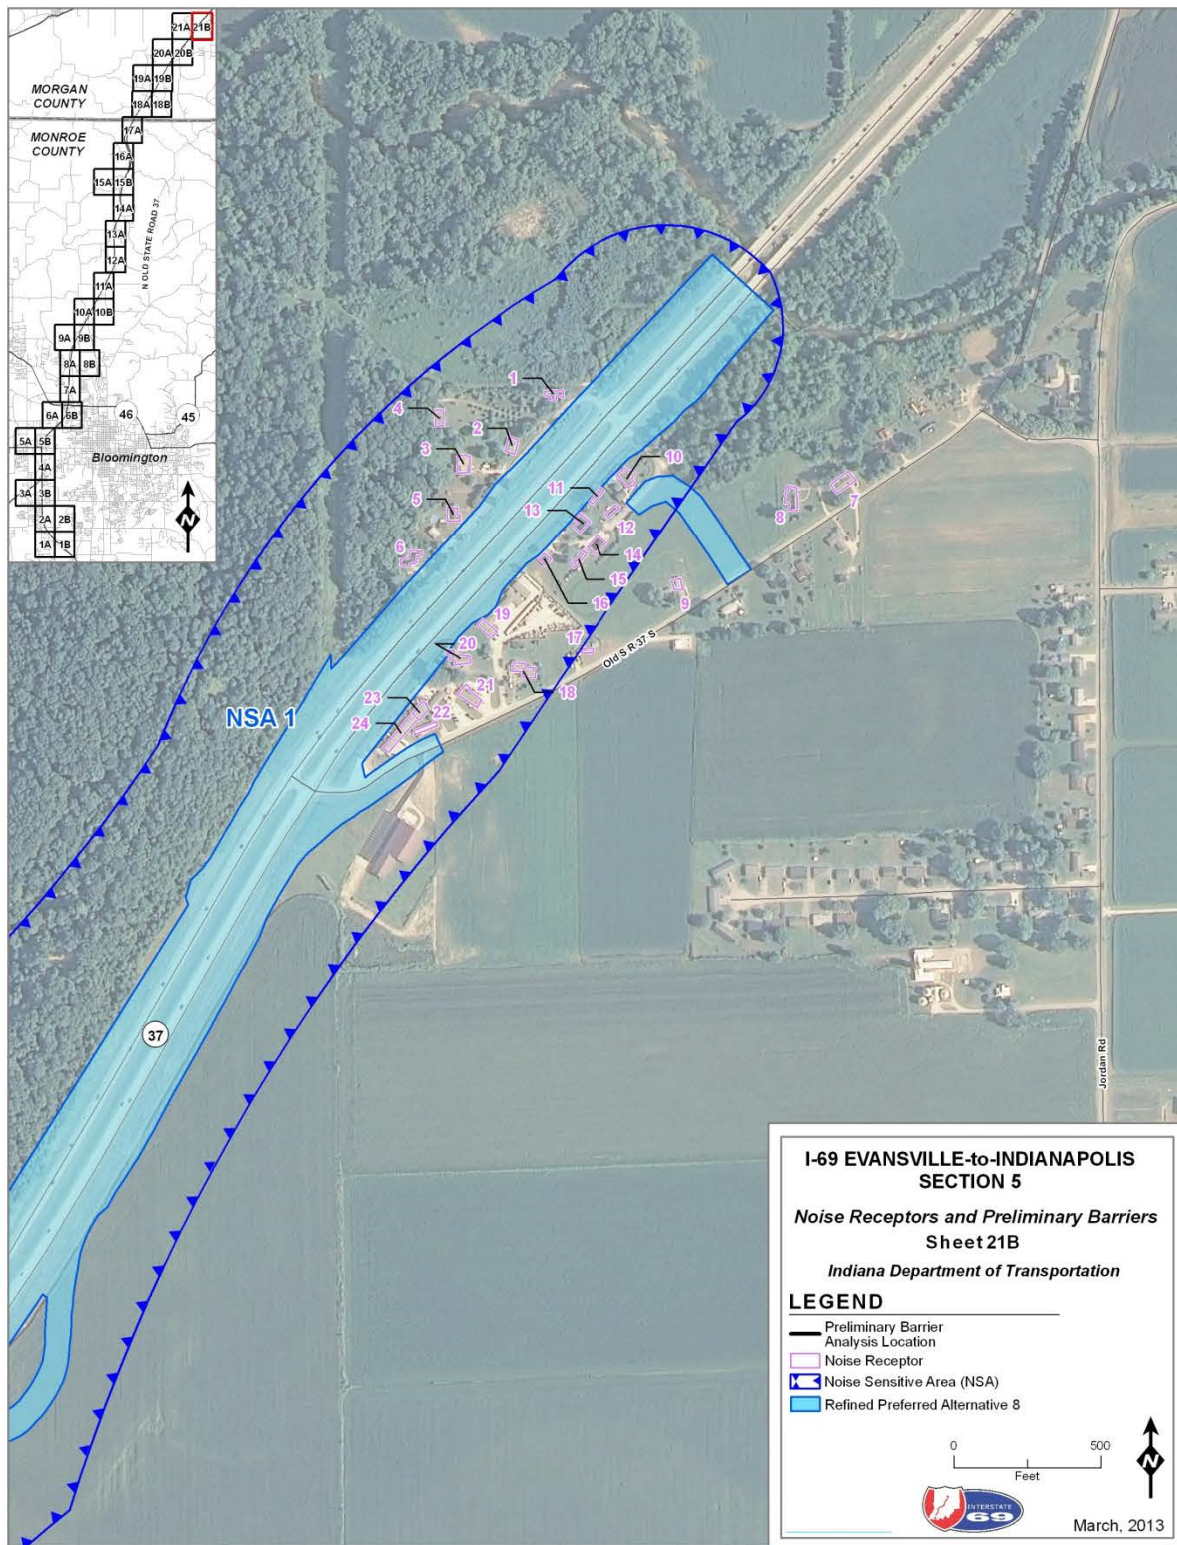 21A 21B
20A 20B
19A 19B
MORGAN
COUNTY
18A 18B
MONROE
COUNTY
17A
16A
15A 15B
14A
N OLD STATE ROAD 37
13A
12A
11A
10A 10B
9A 9B
8A 8B
7A
6A 6B
46
45
5A 5B
Bloomington
4A
3A 3B
2A 2B
1A 1B
N
1
4
2
3
5
6
10
11
13
12
14
15
16
7
8
9
19
17
20
Old S R 37 S
18
21
23
22
24
NSA 1
37
Jordan Rd
I-69 EVANSVILLE-to-INDIANAPOLIS
SECTION 5
Noise Receptors and Preliminary Barriers
Sheet 21B
Indiana Department of Transportation
LEGEND
Preliminary Barrier
Analysis Location
Noise Receptor
Noise Sensitive Area (NSA)
Refined Preferred Alternative 8
0 500
Feet
N
INTERSTATE
69
March, 2013